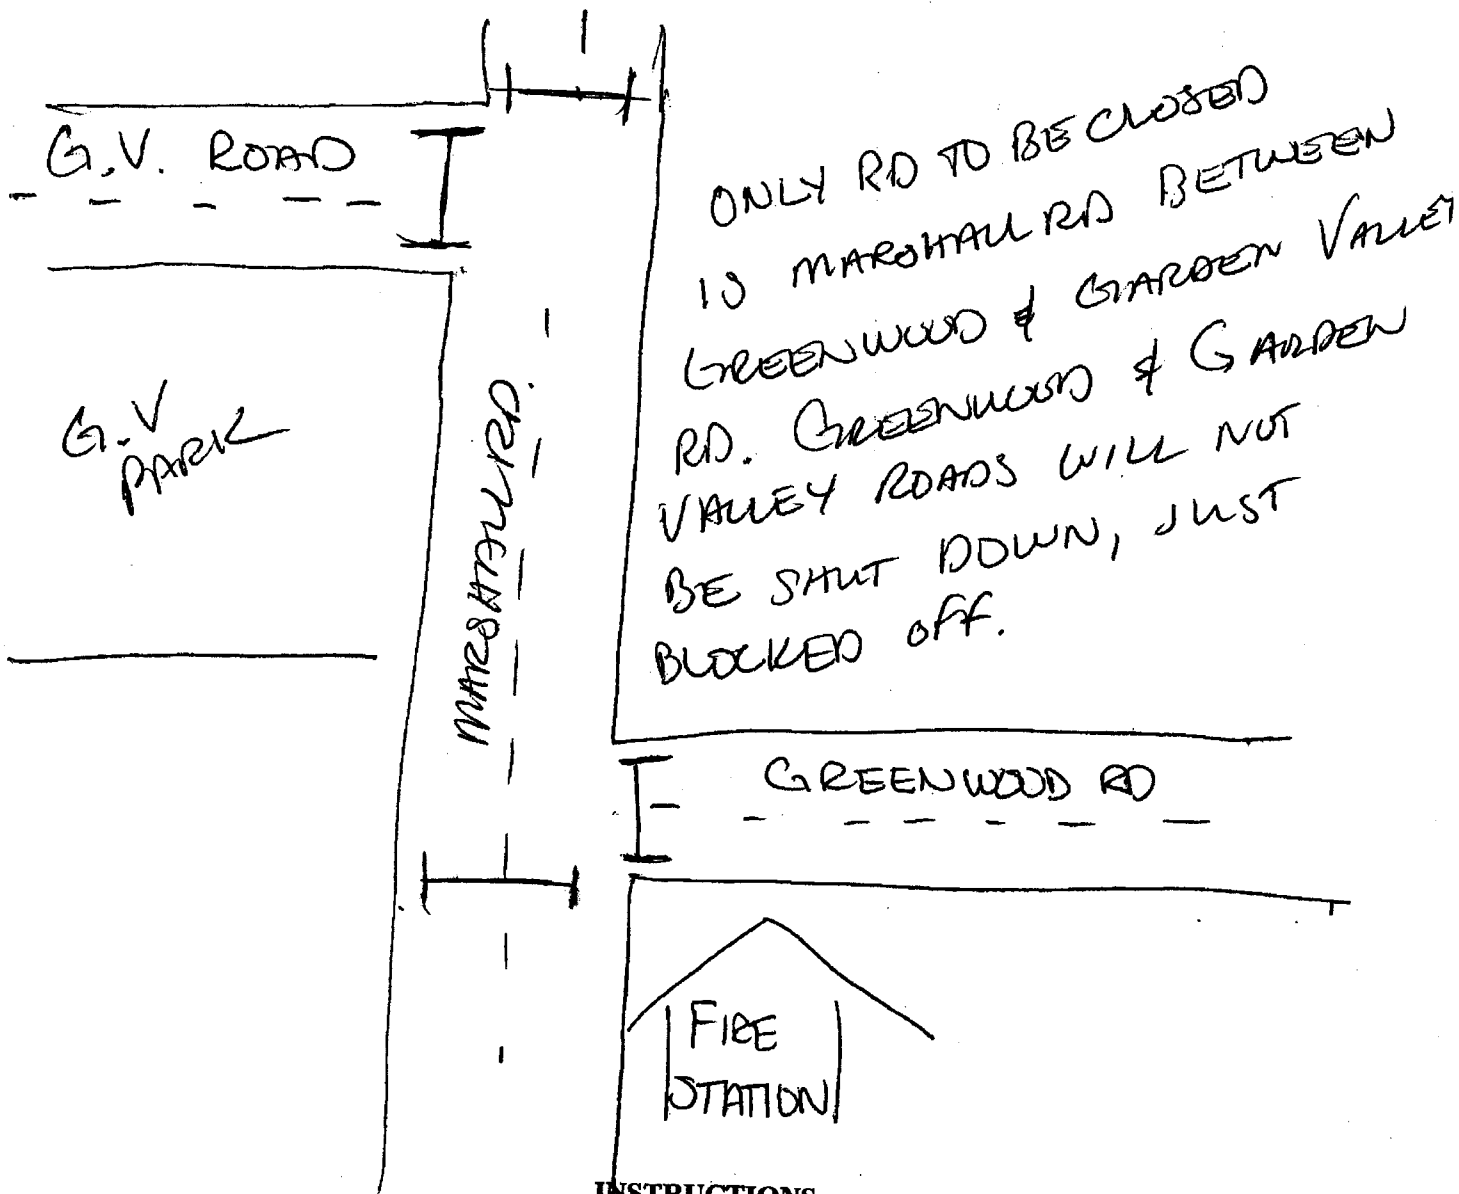 G.V. ROAD
ONLY RD TO BE CLOSED
IS MARSHALL RD BETWEEN
GREENWOOD & GARDEN VALLEY
RD. GREENWOOD & GARDEN
VALLEY ROADS WILL NOT
BE SHUT DOWN, JUST
BLOCKED OFF.
G.V
PARK
MARSHALL RD.
GREENWOOD RD
FIRE
STATION
INSTRUCTIONS